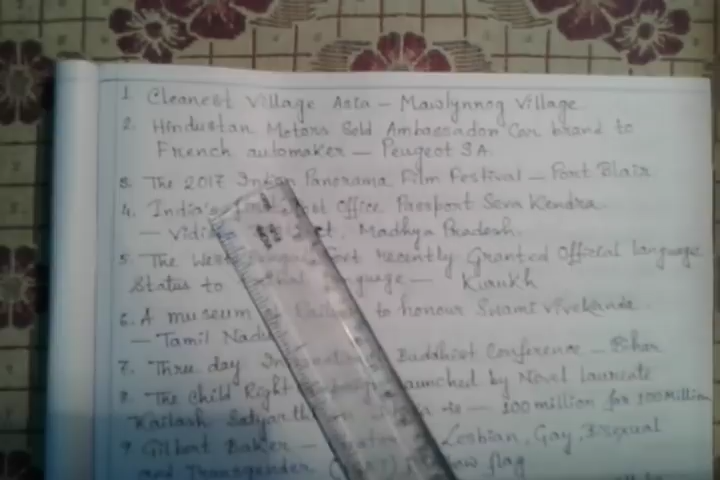 1. Cleanest Village Asia - Mawlynnog Village
2. Hindustan Motors Sold Ambassador Car brand to
French automaker - Peugeot SA.
3. The 2017 Indian Panorama Film Festival - Port Blair
4. India's Post Office Passport Seva Kendra
- Madhya Pradesh.
5. The West recently Granted Official language
Status to language - Kurukh
6. A museum to honour Swami Vivekanda.
- Tamil Nadu
7. Three day Buddhist Conference - Bihar
8. The Child Right launched by Novel Laureate
Kailash Satyarthi is - 100 million for 100 Million
9. Gilbert Baker - Lesbian, Gay, Bisexual
and Transgender flag